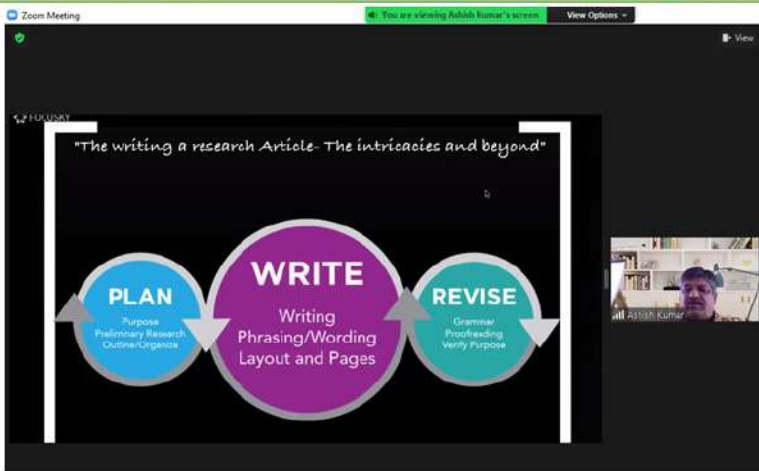 Zoom Meeting
You are viewing Ashish Kumar's screen
View Options
View
FOCUSKY
"The writing a research Article- The intricacies and beyond"
PLAN
Purpose
Preliminary Research
Outline/Organize
WRITE
Writing
Phrasing/Wording
Layout and Pages
REVISE
Grammar
Proofreading
Verify Purpose
Ashish Kumar